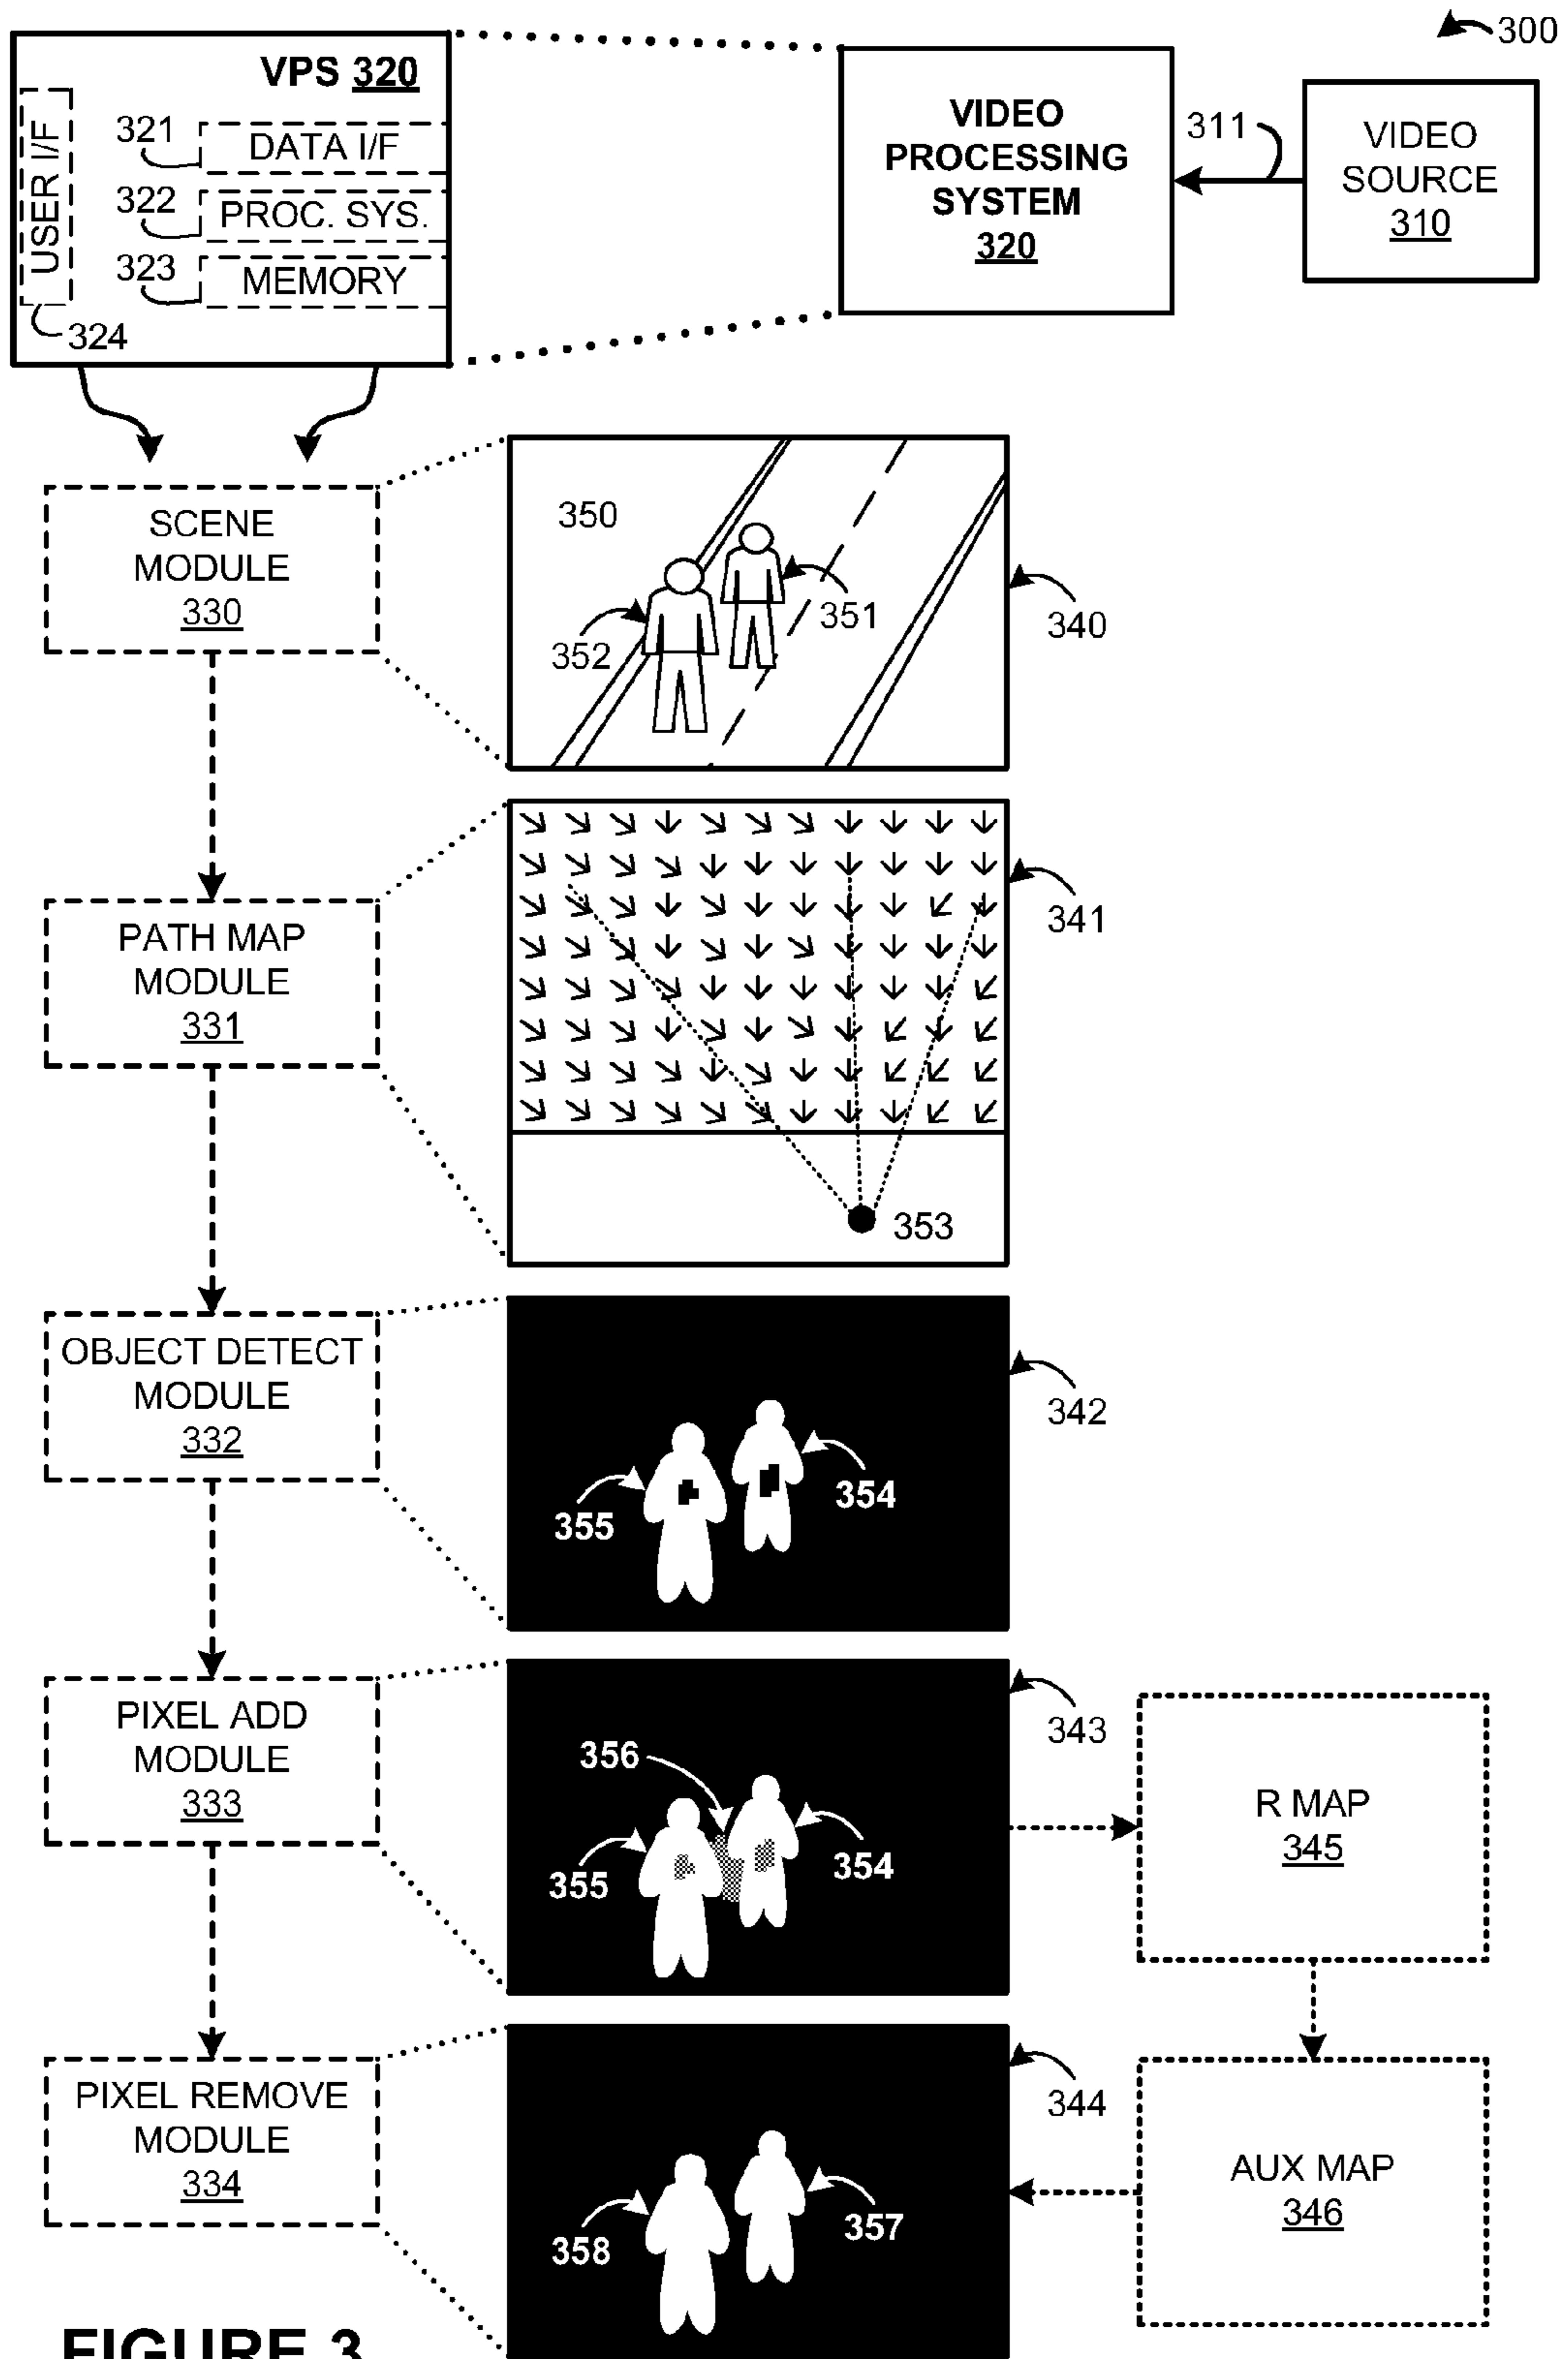 300
VPS 320
USER I/F
321
DATA I/F
322
PROC. SYS.
323
MEMORY
324
VIDEO
PROCESSING
SYSTEM
320
311
VIDEO
SOURCE
310
SCENE
MODULE
330
350
351
352
340
PATH MAP
MODULE
331
341
353
OBJECT DETECT
MODULE
332
342
354
355
PIXEL ADD
MODULE
333
343
356
354
355
R MAP
345
PIXEL REMOVE
MODULE
334
344
357
358
AUX MAP
346
FIGURE 3